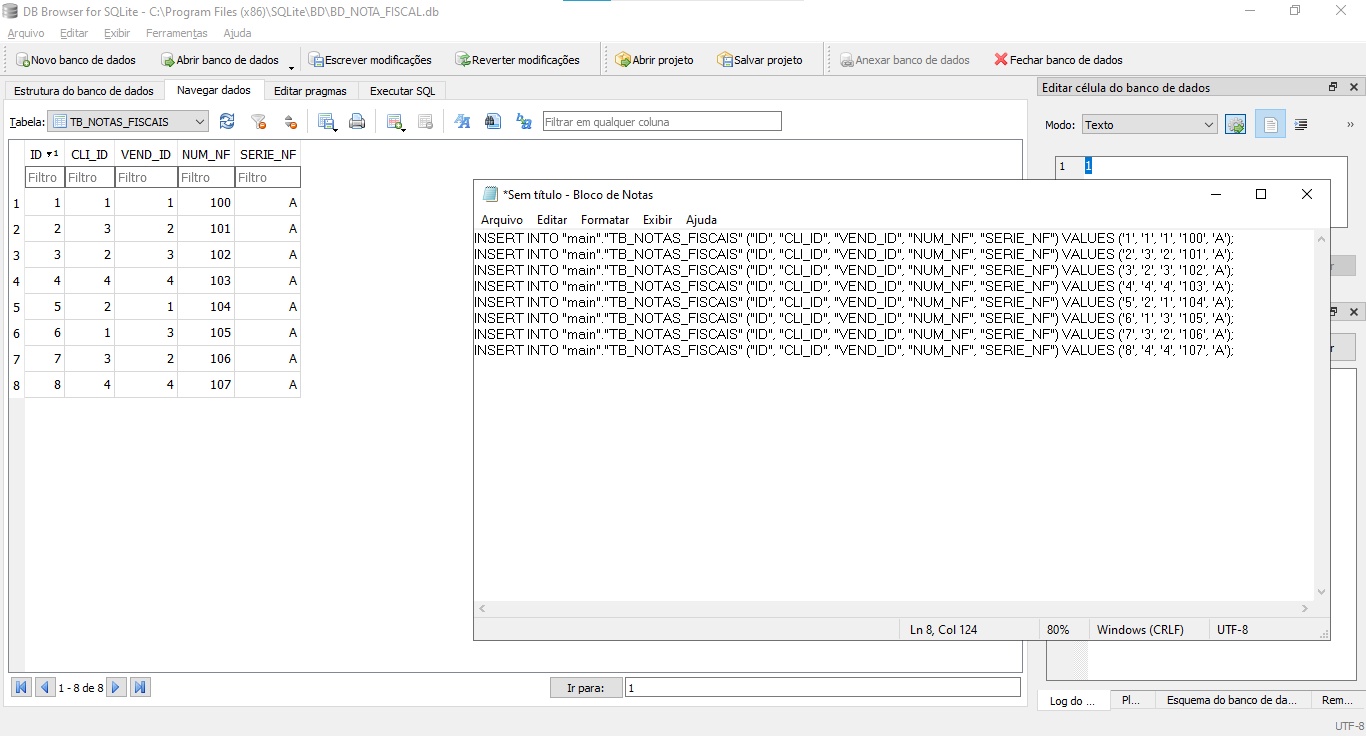 DB Browser for SQLite - C:\Program Files (x86)\SQLite\BD\BD_NOTA_FISCAL.db
Arquivo Editar Exibir Ferramentas Ajuda
Novo banco de dados Abrir banco de dados Escrever modificações Reverter modificações Abrir projeto Salvar projeto Anexar banco de dados Fechar banco de dados
Estrutura do banco de dados Navegar dados Editar pragmas Executar SQL
Tabela: TB_NOTAS_FISCAIS Filtrar em qualquer coluna
ID 1 CLI_ID VEND_ID NUM_NF SERIE_NF
Filtro Filtro Filtro Filtro Filtro
1 1 1 1 100 A
2 2 3 2 101 A
3 3 2 3 102 A
4 4 4 4 103 A
5 5 2 1 104 A
6 6 1 3 105 A
7 7 3 2 106 A
8 8 4 4 107 A
1 - 8 de 8 Ir para: 1
Editar célula do banco de dados
Modo: Texto »
1 1
*Sem título - Bloco de Notas
Arquivo Editar Formatar Exibir Ajuda
INSERT INTO "main"."TB_NOTAS_FISCAIS" ("ID", "CLI_ID", "VEND_ID", "NUM_NF", "SERIE_NF") VALUES ('1', '1', '1', '100', 'A');
INSERT INTO "main"."TB_NOTAS_FISCAIS" ("ID", "CLI_ID", "VEND_ID", "NUM_NF", "SERIE_NF") VALUES ('2', '3', '2', '101', 'A');
INSERT INTO "main"."TB_NOTAS_FISCAIS" ("ID", "CLI_ID", "VEND_ID", "NUM_NF", "SERIE_NF") VALUES ('3', '2', '3', '102', 'A');
INSERT INTO "main"."TB_NOTAS_FISCAIS" ("ID", "CLI_ID", "VEND_ID", "NUM_NF", "SERIE_NF") VALUES ('4', '4', '4', '103', 'A');
INSERT INTO "main"."TB_NOTAS_FISCAIS" ("ID", "CLI_ID", "VEND_ID", "NUM_NF", "SERIE_NF") VALUES ('5', '2', '1', '104', 'A');
INSERT INTO "main"."TB_NOTAS_FISCAIS" ("ID", "CLI_ID", "VEND_ID", "NUM_NF", "SERIE_NF") VALUES ('6', '1', '3', '105', 'A');
INSERT INTO "main"."TB_NOTAS_FISCAIS" ("ID", "CLI_ID", "VEND_ID", "NUM_NF", "SERIE_NF") VALUES ('7', '3', '2', '106', 'A');
INSERT INTO "main"."TB_NOTAS_FISCAIS" ("ID", "CLI_ID", "VEND_ID", "NUM_NF", "SERIE_NF") VALUES ('8', '4', '4', '107', 'A');
Ln 8, Col 124 80% Windows (CRLF) UTF-8
Log do ... Pl... Esquema do banco de da... Rem...
UTF-8